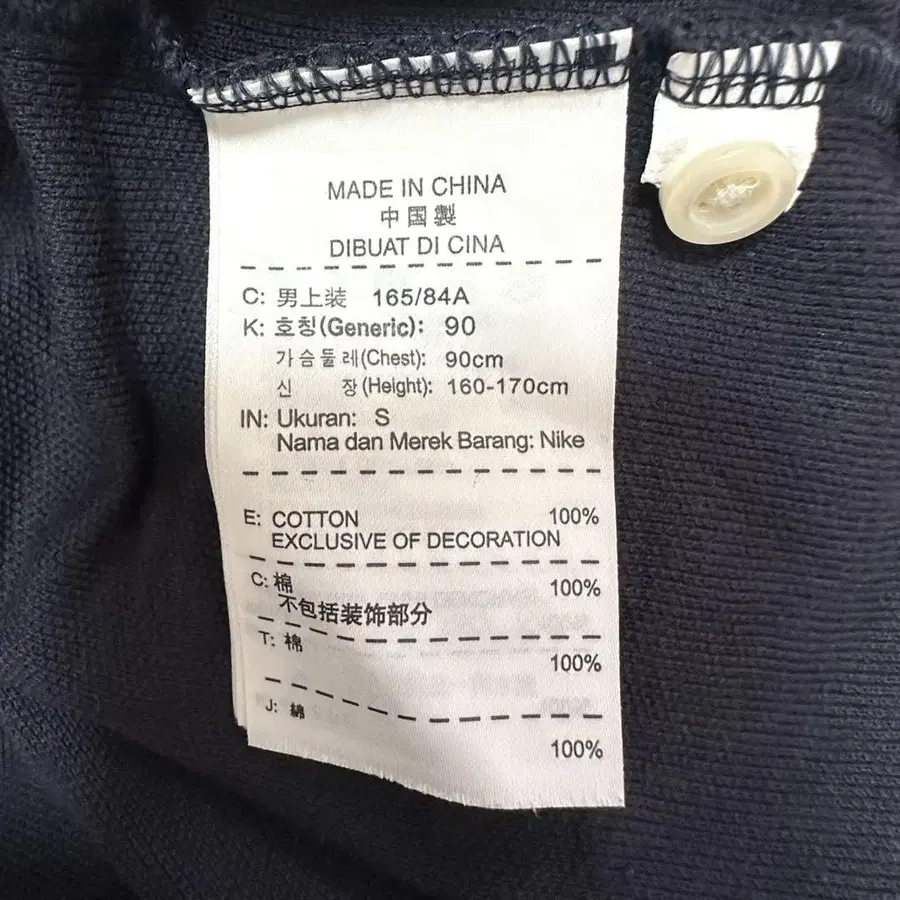 MADE IN CHINA
中国製
DIBUAT DI CINA
C: 男上装 165/84A
K: 호칭(Generic): 90
가슴둘레(Chest): 90cm
신 장(Height): 160-170cm
IN: Ukuran: S
Nama dan Merek Barang: Nike
E: COTTON 100%
EXCLUSIVE OF DECORATION
C: 棉 100%
不包括装饰部分
T: 棉 100%
J: 綿 100%